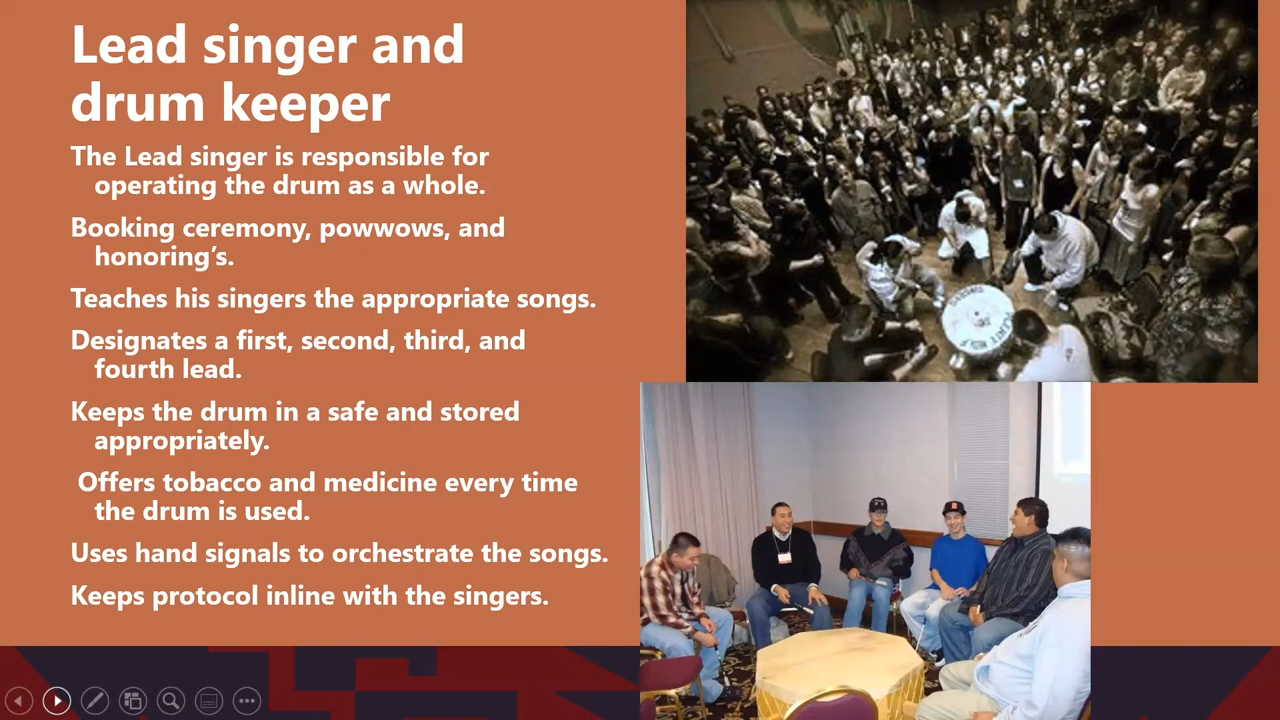 Lead singer and
drum keeper
The Lead singer is responsible for
operating the drum as a whole.
Booking ceremony, powwows, and
honoring’s.
Teaches his singers the appropriate songs.
Designates a first, second, third, and
fourth lead.
Keeps the drum in a safe and stored
appropriately.
Offers tobacco and medicine every time
the drum is used.
Uses hand signals to orchestrate the songs.
Keeps protocol inline with the singers.